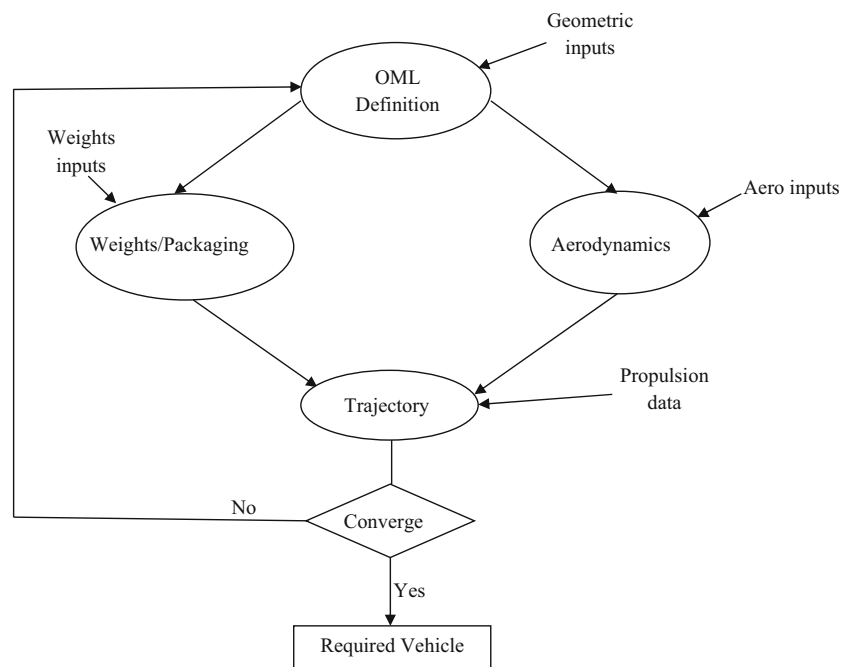 Geometric
inputs
OML
Definition
Weights
inputs
Aero inputs
Weights/Packaging
Aerodynamics
Propulsion
data
Trajectory
No
Converge
Yes
Required Vehicle